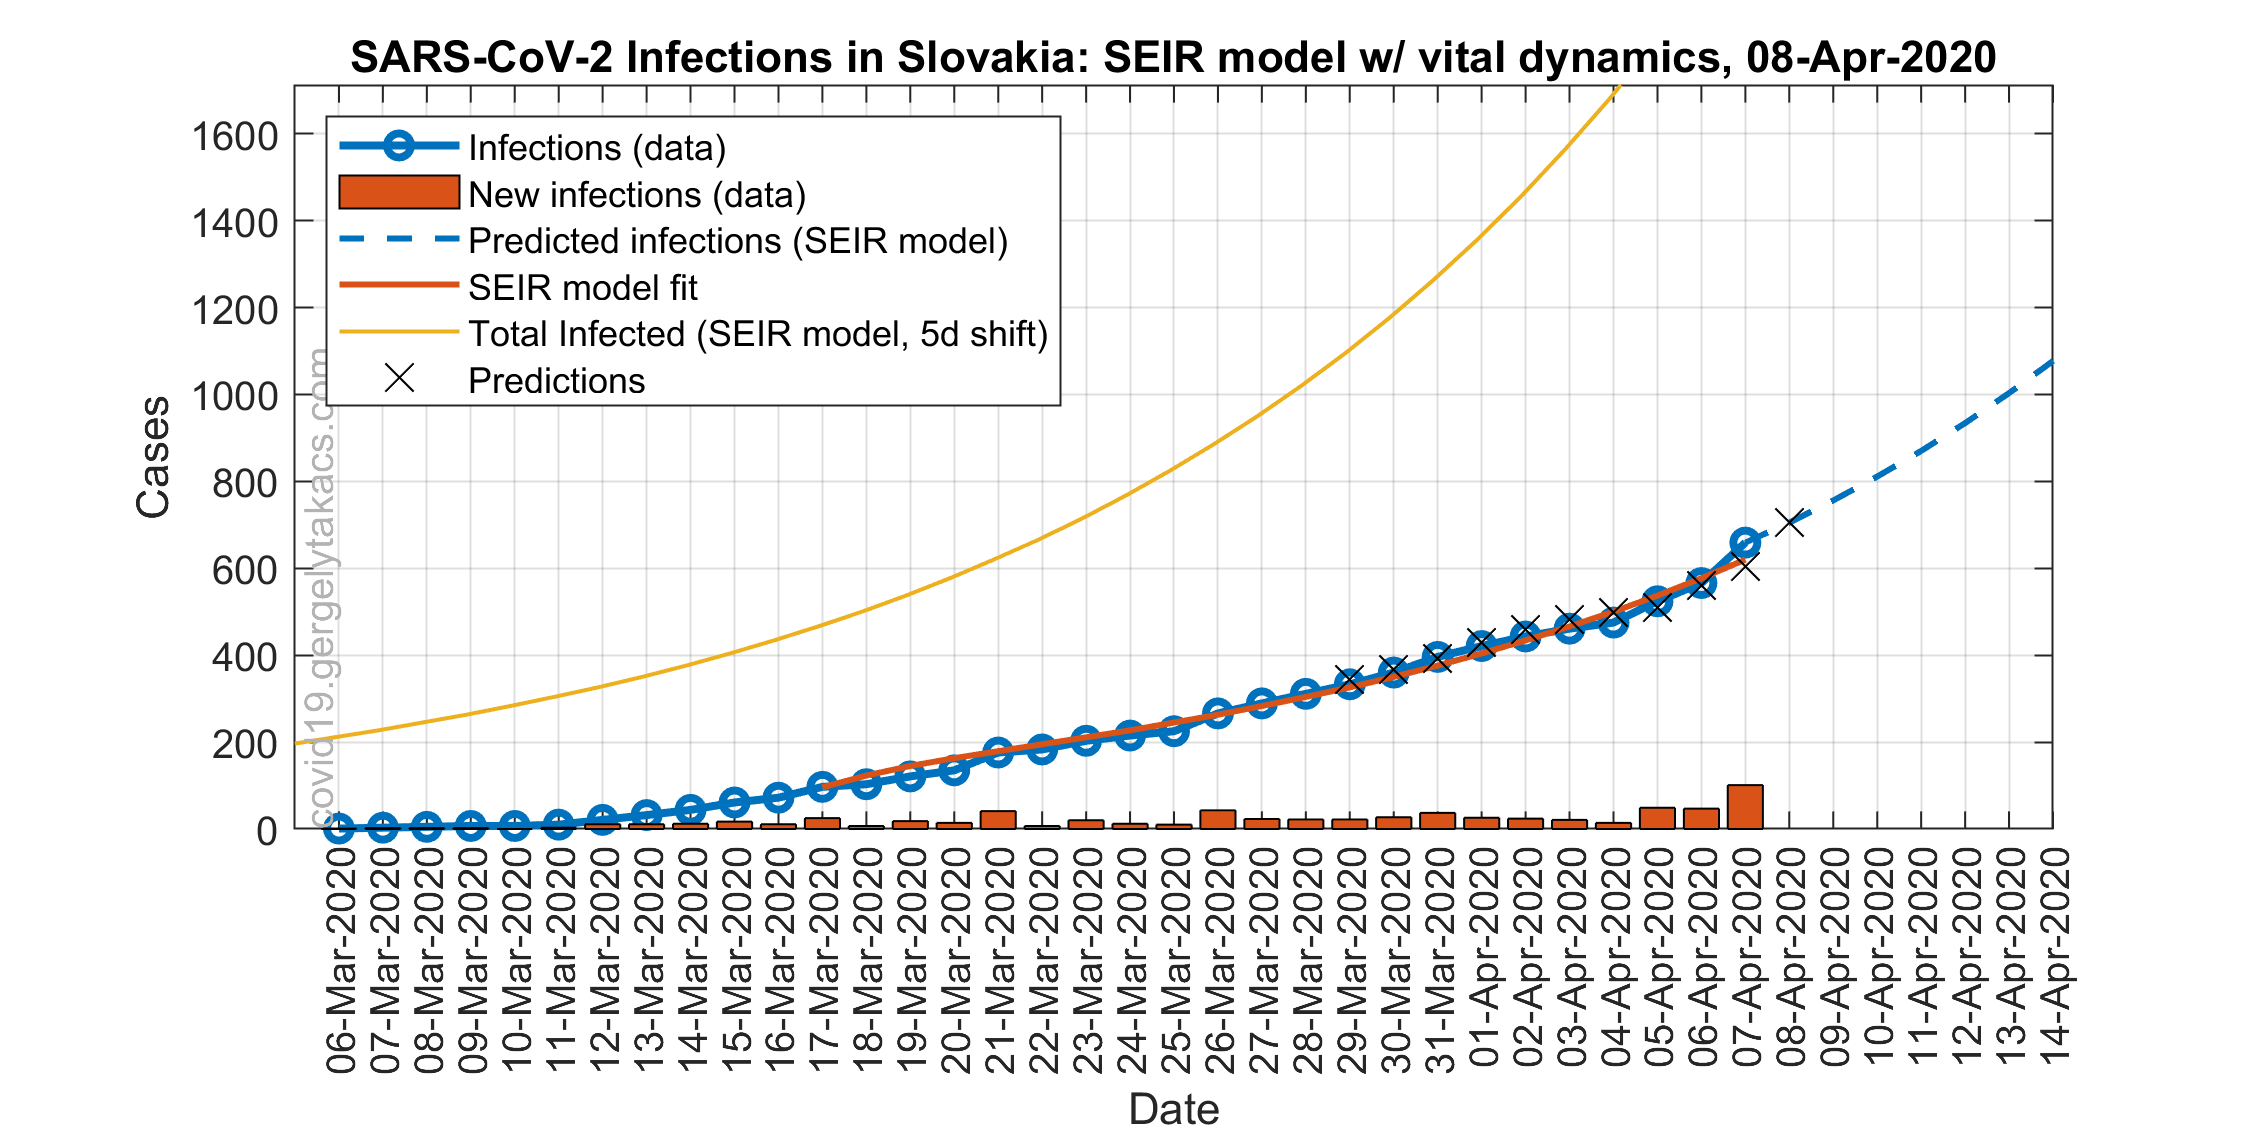 SARS-CoV-2 Infections in Slovakia: SEIR model w/ vital dynamics, 08-Apr-2020
Infections (data)
New infections (data)
Predicted infections (SEIR model)
SEIR model fit
Total Infected (SEIR model, 5d shift)
Predictions
1600
1400
1200
1000
800
600
400
200
0
Cases
covid19.gergelytakacs.com
06-Mar-2020
07-Mar-2020
08-Mar-2020
09-Mar-2020
10-Mar-2020
11-Mar-2020
12-Mar-2020
13-Mar-2020
14-Mar-2020
15-Mar-2020
16-Mar-2020
17-Mar-2020
18-Mar-2020
19-Mar-2020
20-Mar-2020
21-Mar-2020
22-Mar-2020
23-Mar-2020
24-Mar-2020
25-Mar-2020
26-Mar-2020
27-Mar-2020
28-Mar-2020
29-Mar-2020
30-Mar-2020
31-Mar-2020
01-Apr-2020
02-Apr-2020
03-Apr-2020
04-Apr-2020
05-Apr-2020
06-Apr-2020
07-Apr-2020
08-Apr-2020
09-Apr-2020
10-Apr-2020
11-Apr-2020
12-Apr-2020
13-Apr-2020
14-Apr-2020
Date